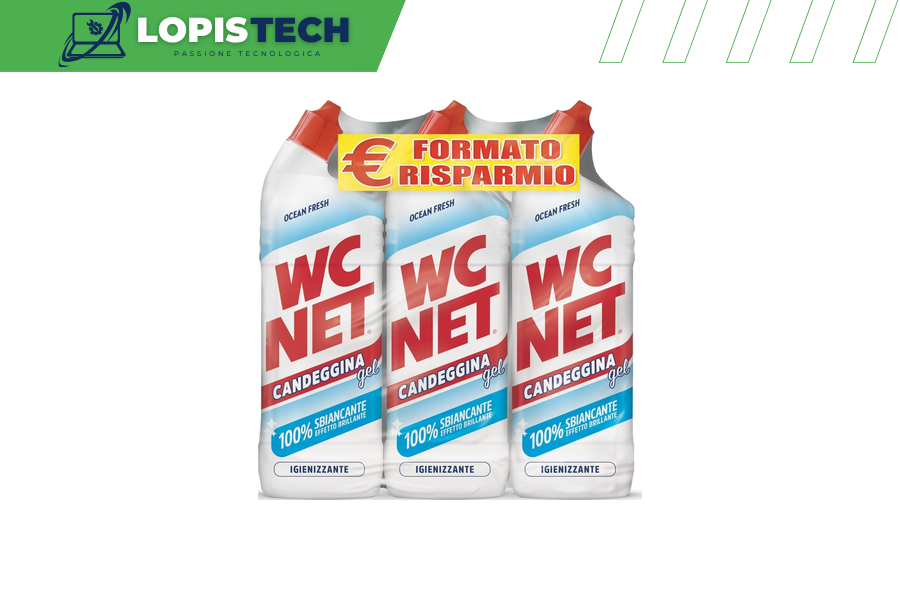 LOPISTECH
PASSIONE TECNOLOGICA
€ FORMATO
RISPARMIO
OCEAN FRESH
WC
NET®
CANDEGGINA
gel
100% SBIANCANTE
EFFETTO BRILLANTE
IGIENIZZANTE
OCEAN FRESH
WC
NET®
CANDEGGINA
gel
100% SBIANCANTE
EFFETTO BRILLANTE
IGIENIZZANTE
OCEAN FRESH
WC
NET®
CANDEGGINA
gel
100% SBIANCANTE
EFFETTO BRILLANTE
IGIENIZZANTE